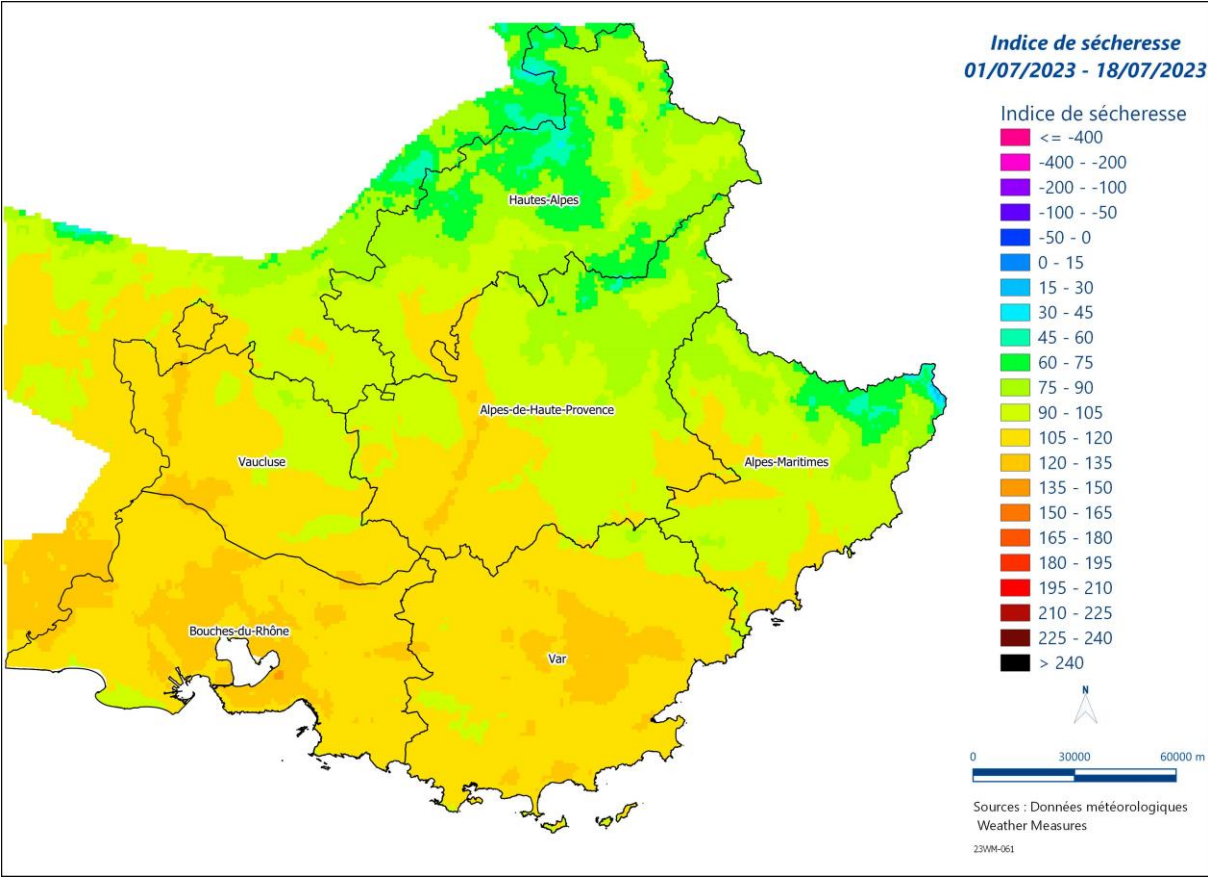 Indice de sécheresse
01/07/2023 - 18/07/2023
Indice de sécheresse
<= -400
-400 - -200
-200 - -100
-100 - -50
-50 - 0
0 - 15
15 - 30
30 - 45
45 - 60
60 - 75
75 - 90
90 - 105
105 - 120
120 - 135
135 - 150
150 - 165
165 - 180
180 - 195
195 - 210
210 - 225
225 - 240
> 240
Hautes-Alpes
Alpes-de-Haute-Provence
Vaucluse
Alpes-Maritimes
Bouches-du-Rhône
Var
N
0 30000 60000 m
Sources : Données météorologiques
Weather Measures
23WM-061